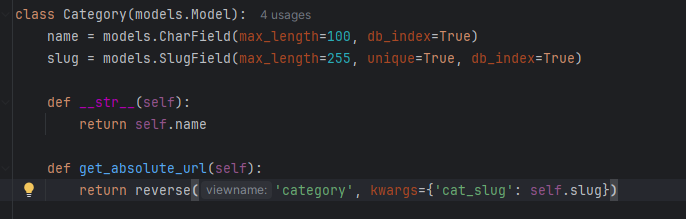 class Category(models.Model): 4 usages
    name = models.CharField(max_length=100, db_index=True)
    slug = models.SlugField(max_length=255, unique=True, db_index=True)
    def __str__(self):
        return self.name
    def get_absolute_url(self):
        return reverse( viewname: 'category', kwargs={'cat_slug': self.slug})